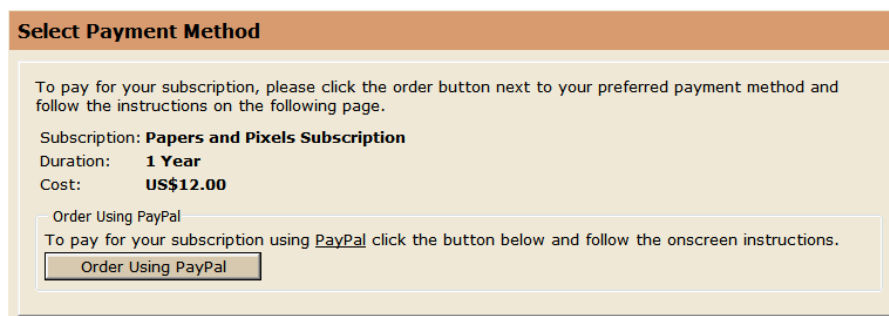 Select Payment Method
To pay for your subscription, please click the order button next to your preferred payment method and
follow the instructions on the following page.
Subscription: Papers and Pixels Subscription
Duration: 1 Year
Cost: US$12.00
Order Using PayPal
To pay for your subscription using PayPal click the button below and follow the onscreen instructions.
Order Using PayPal